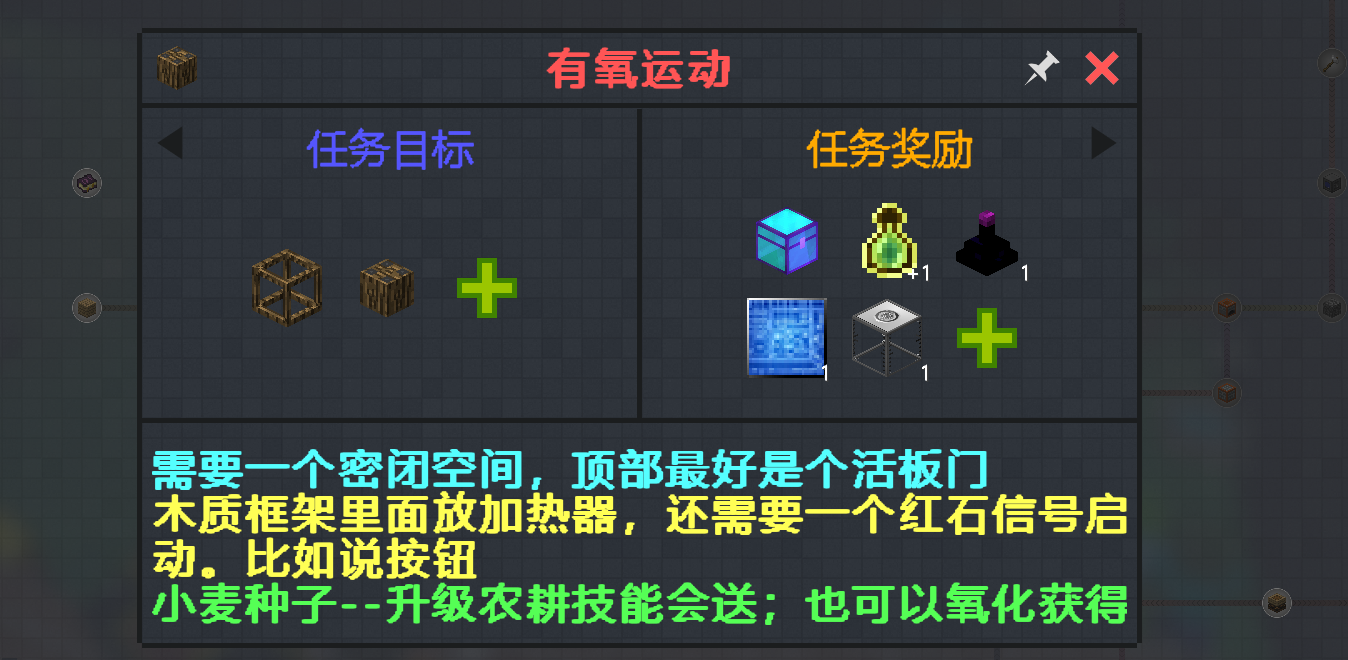 有氧运动
任务目标
任务奖励
+1
1
1
1
需要一个密闭空间，顶部最好是个活板门
木质框架里面放加热器，还需要一个红石信号启
动。比如说按钮
小麦种子--升级农耕技能会送；也可以氧化获得